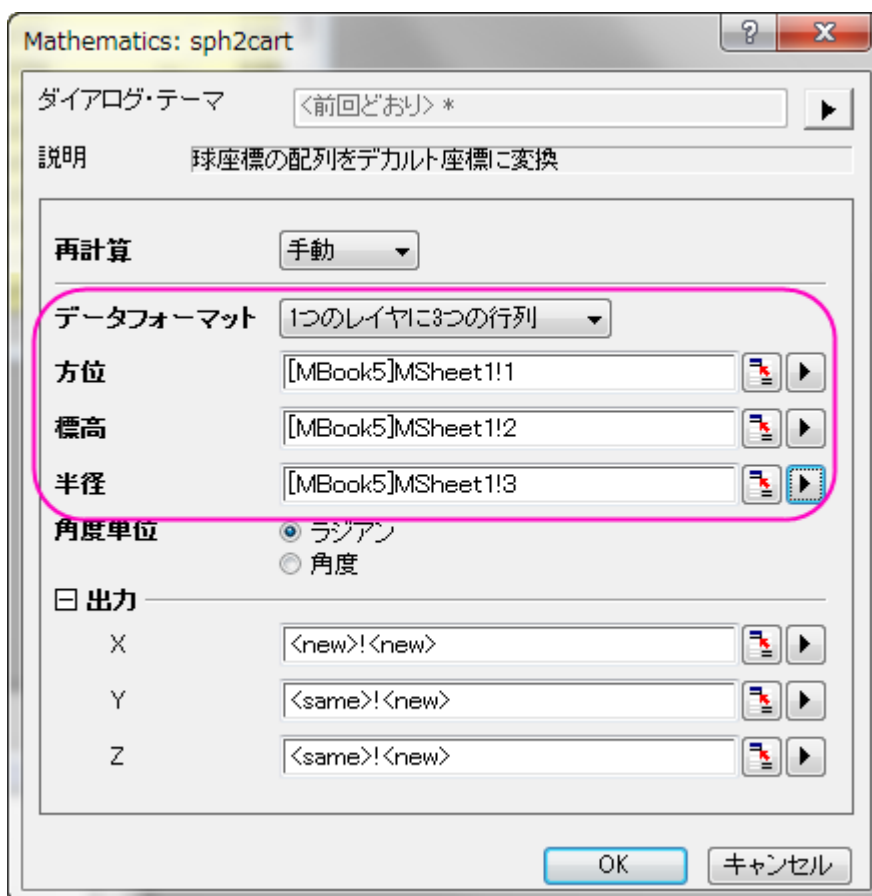 Mathematics: sph2cart
ダイアログ・テーマ <前回どおり> *
説明 球座標の配列をデカルト座標に変換
再計算 手動
データフォーマット 1つのレイヤに3つの行列
方位 [MBook5]MSheet1!1
標高 [MBook5]MSheet1!2
半径 [MBook5]MSheet1!3
角度単位 ラジアン
角度
出力
X <new>!<new>
Y <same>!<new>
Z <same>!<new>
OK キャンセル